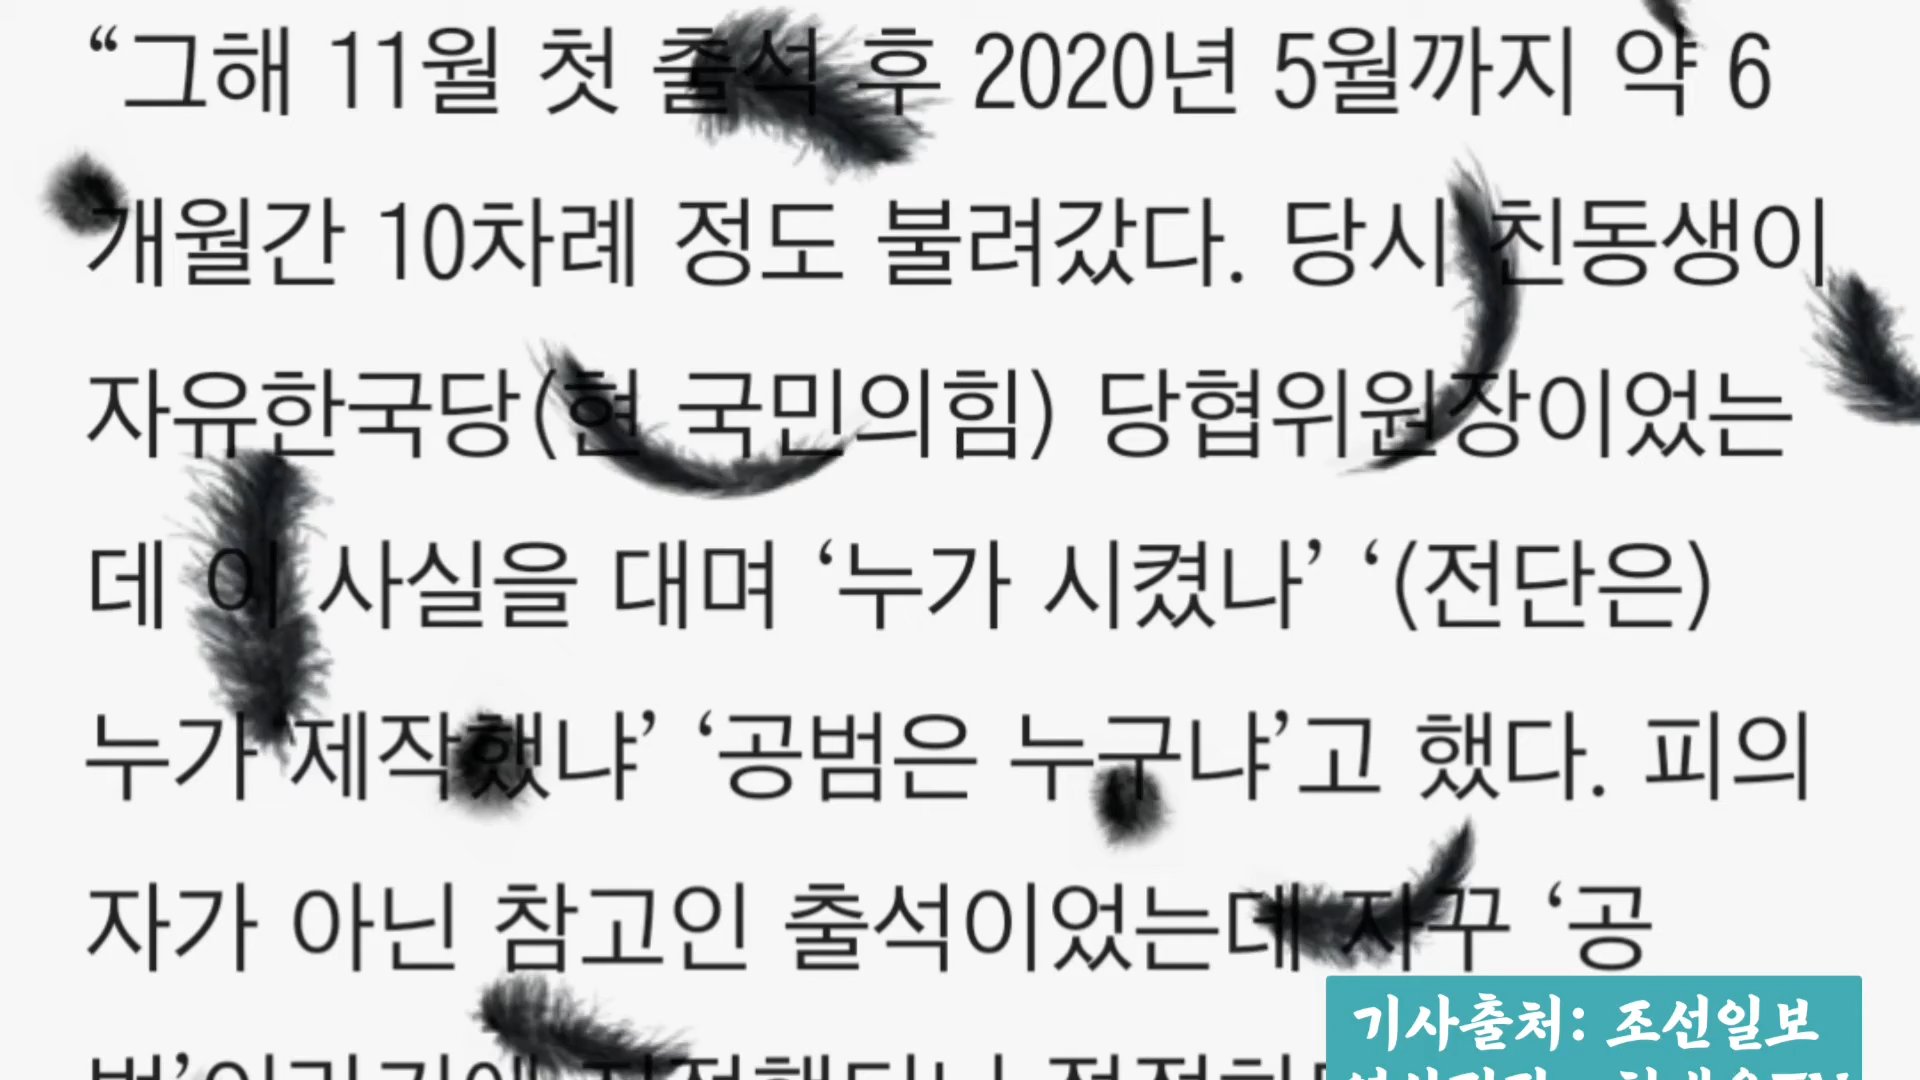 “그해 11월 첫 출석 후 2020년 5월까지 약 6
개월간 10차례 정도 불려갔다. 당시 친동생이
자유한국당(현 국민의힘) 당협위원장이었는
데 이 사실을 대며 ‘누가 시켰나’ ‘(전단은)
누가 제작했냐’ ‘공범은 누구냐’고 했다. 피의
자가 아닌 참고인 출석이었는데 자꾸 ‘공
기사출처: 조선일보